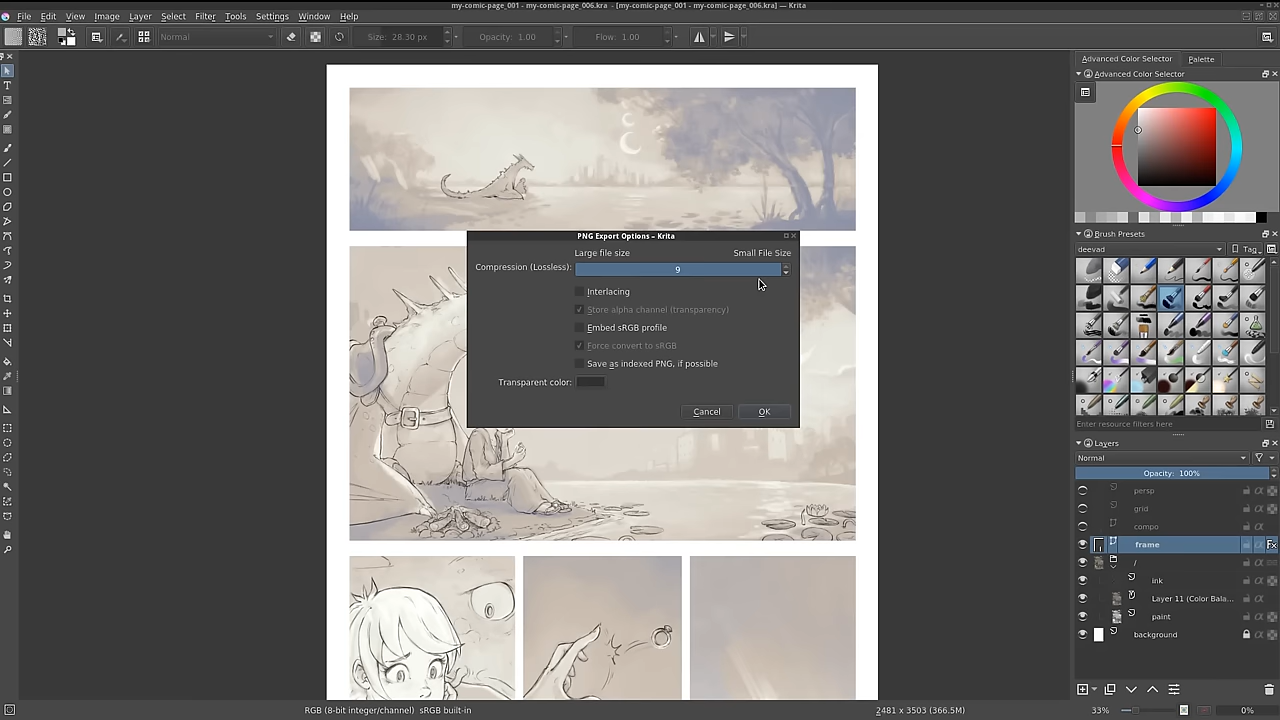 my-comic-page_001 - my-comic-page_006.kra - [my-comic-page_001 - my-comic-page_006.kra] — Krita
File Edit View Image Layer Select Filter Tools Settings Window Help
Normal Size: 28.30 px Opacity: 1.00 Flow: 1.00
Advanced Color Selector Palette
Advanced Color Selector
PNG Export Options – Krita
Large file size Small File Size
Compression (Lossless): 9
Interlacing
Store alpha channel (transparency)
Embed sRGB profile
Force convert to sRGB
Save as indexed PNG, if possible
Transparent color:
Cancel OK
Brush Presets
deevad Tag
Enter resource filters here
Layers
Normal
Opacity: 100%
persp
grid
compo
frame
/
ink
Layer 11 (Color Bala...
paint
background
RGB (8-bit integer/channel) sRGB built-in 2481 x 3503 (366.5M) 33% 0%